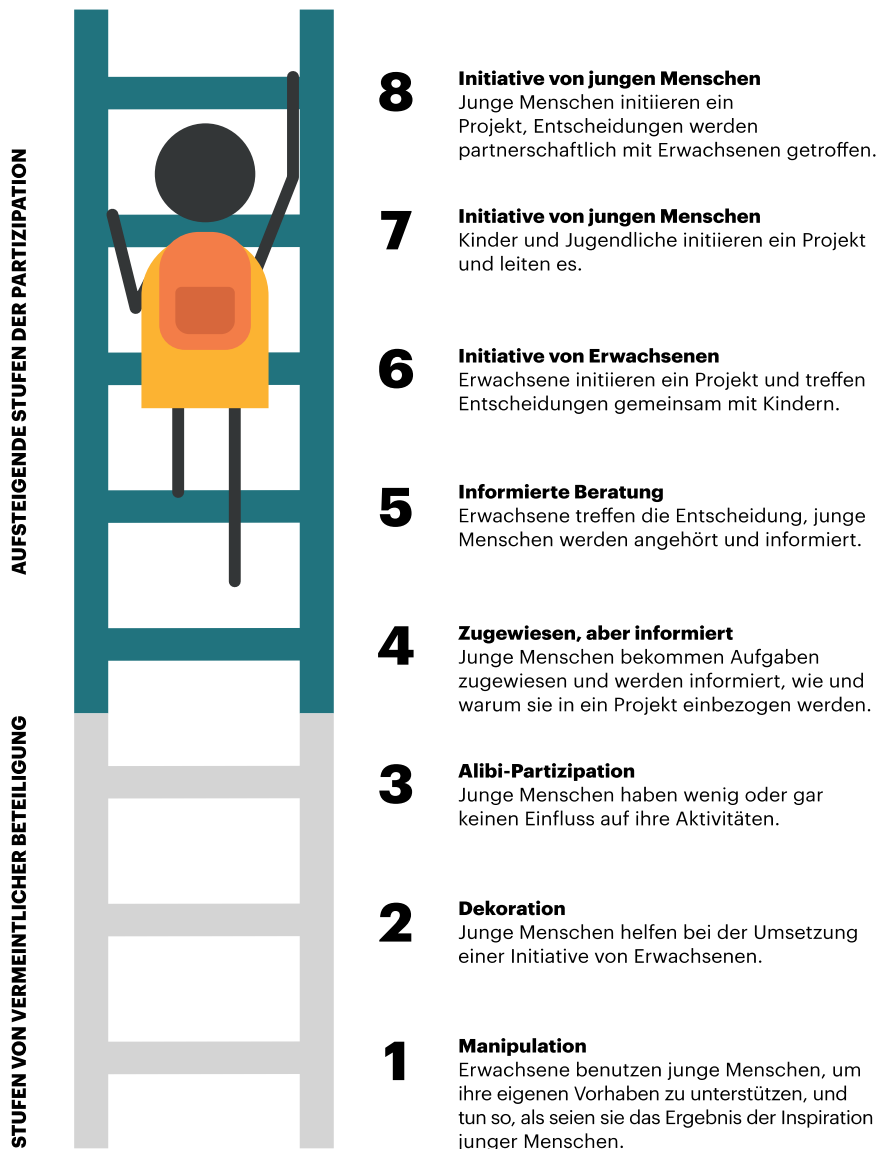 AUFSTEIGENDE STUFEN DER PARTIZIPATION
8
Initiative von jungen Menschen
Junge Menschen initiieren ein
Projekt, Entscheidungen werden
partnerschaftlich mit Erwachsenen getroffen.
7
Initiative von jungen Menschen
Kinder und Jugendliche initiieren ein Projekt
und leiten es.
6
Initiative von Erwachsenen
Erwachsene initiieren ein Projekt und treffen
Entscheidungen gemeinsam mit Kindern.
5
Informierte Beratung
Erwachsene treffen die Entscheidung, junge
Menschen werden angehört und informiert.
4
Zugewiesen, aber informiert
Junge Menschen bekommen Aufgaben
zugewiesen und werden informiert, wie und
warum sie in ein Projekt einbezogen werden.
STUFEN VON VERMEINTLICHER BETEILIGUNG
3
Alibi-Partizipation
Junge Menschen haben wenig oder gar
keinen Einfluss auf ihre Aktivitäten.
2
Dekoration
Junge Menschen helfen bei der Umsetzung
einer Initiative von Erwachsenen.
1
Manipulation
Erwachsene benutzen junge Menschen, um
ihre eigenen Vorhaben zu unterstützen, und
tun so, als seien sie das Ergebnis der Inspiration
junger Menschen.